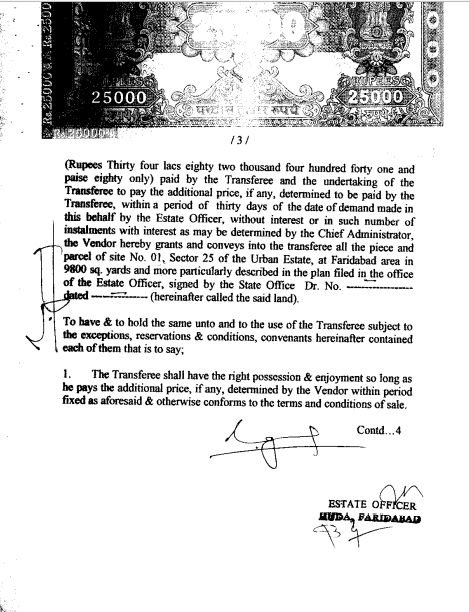 Rs.25000
Rs.25000
25000
पच्चीस हजार रुपये
25000
Rs.25000
/ 3 /
(Rupees Thirty four lacs eighty two thousand four hundred forty one and
paise eighty only) paid by the Transferee and the undertaking of the
Transferee to pay the additional price, if any, determined to be paid by the
Transferee, within a period of thirty days of the date of demand made in
this behalf by the Estate Officer, without interest or in such number of
instalments with interest as may be determined by the Chief Administrator,
the Vendor hereby grants and conveys into the transferee all the piece and
parcel of site No. 01, Sector 25 of the Urban Estate, at Faridabad area in
9800 sq. yards and more particularly described in the plan filed in the office
of the Estate Officer, signed by the State Office Dr. No. ----------------
dated -------------- (hereinafter called the said land).
To have & to hold the same unto and to the use of the Transferee subject to
the exceptions, reservations & conditions, convenants hereinafter contained
each of them that is to say;
1. The Transferee shall have the right possession & enjoyment so long as
he pays the additional price, if any, determined by the Vendor within period
fixed as aforesaid & otherwise conforms to the terms and conditions of sale.
Contd...4
ESTATE OFFICER
HUDA, FARIDABAD